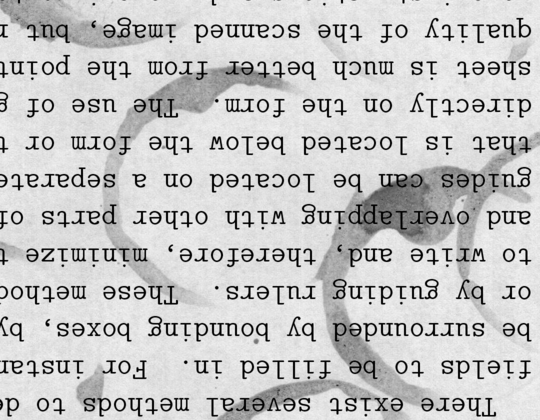 There exist several methods to de
fields to be filled in. For instan
be surrounded by bounding boxes, by
or by guiding rulers. These method
to write and, therefore, minimize t
and overlapping with other parts of
guides can be located on a separate
that is located below the form or t
directly on the form. The use of g
sheet is much better from the point
quality of the scanned image, but r